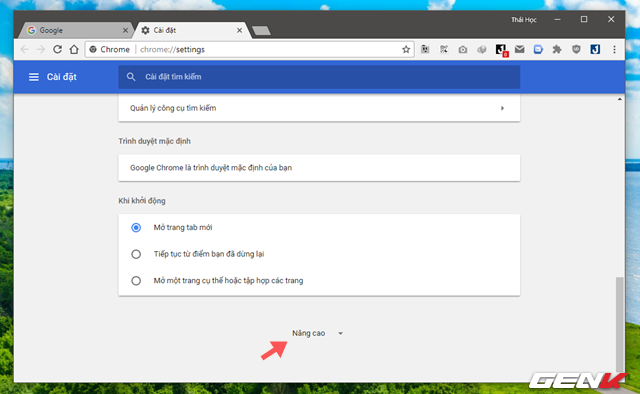 Thái Học
Google
Cài đặt
Chrome
chrome://settings
Cài đặt
Cài đặt tìm kiếm
Quản lý công cụ tìm kiếm
Trình duyệt mặc định
Google Chrome là trình duyệt mặc định của bạn
Khi khởi động
Mở trang tab mới
Tiếp tục từ điểm bạn đã dừng lại
Mở một trang cụ thể hoặc tập hợp các trang
Nâng cao
GENK